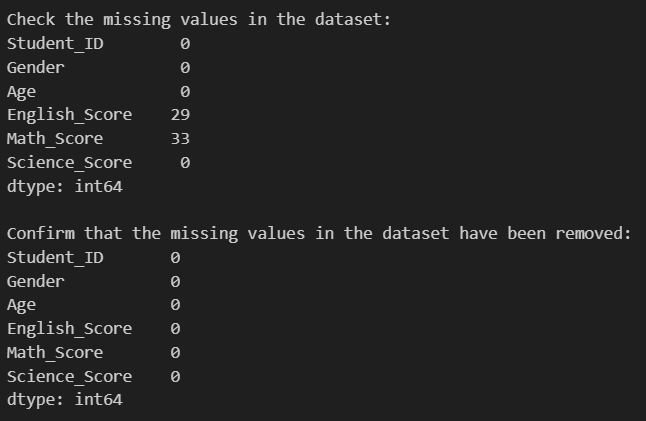 Check the missing values in the dataset:
Student_ID        0
Gender            0
Age               0
English_Score    29
Math_Score       33
Science_Score     0
dtype: int64

Confirm that the missing values in the dataset have been removed:
Student_ID       0
Gender           0
Age              0
English_Score    0
Math_Score       0
Science_Score    0
dtype: int64